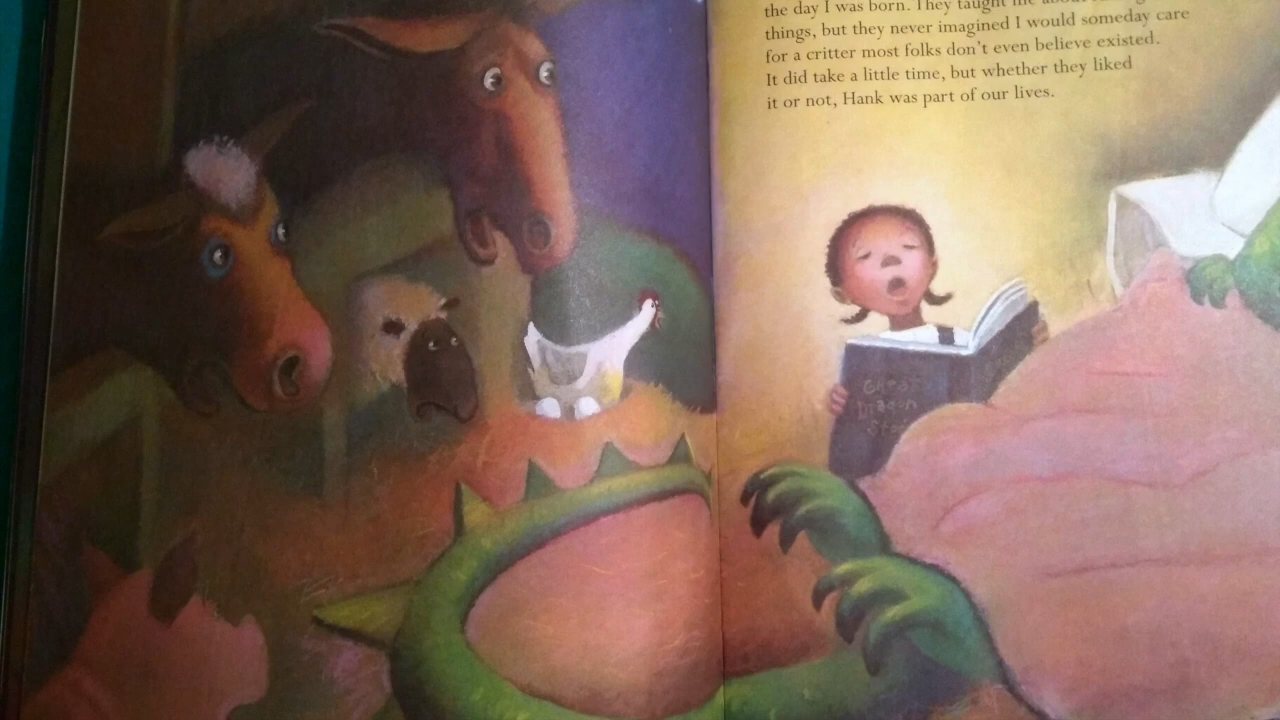 the day I was born. They taught me about
things, but they never imagined I would someday care
for a critter most folks don't even believe existed.
It did take a little time, but whether they liked
it or not, Hank was part of our lives.
Great
Dragon